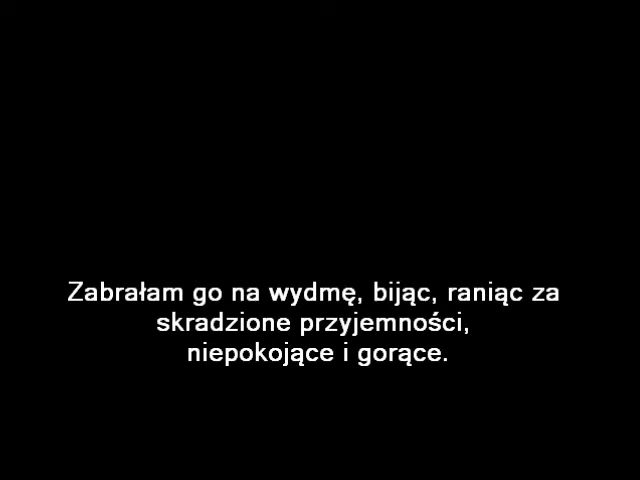 Zabrałam go na wydmę, bijąc, raniąc za
skradzione przyjemności,
niepokojące i gorące.